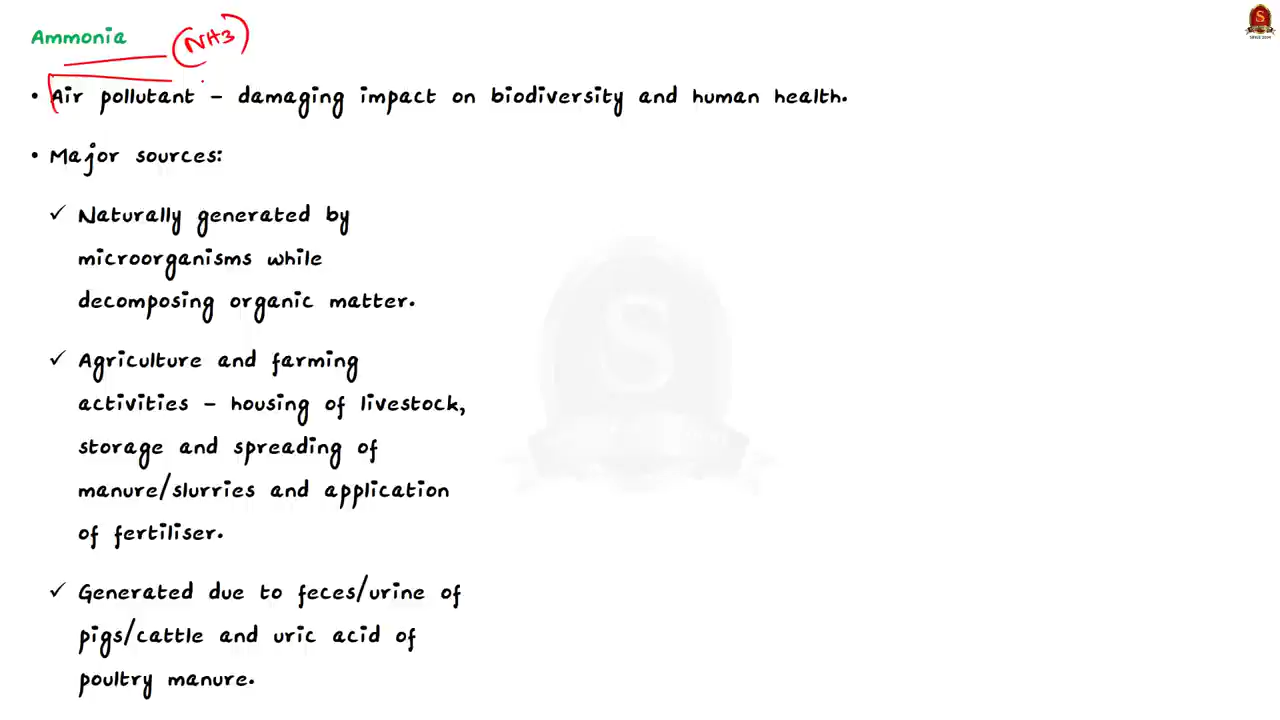 Ammonia (NH3)
• Air pollutant – damaging impact on biodiversity and human health.
• Major sources:
✓ Naturally generated by
microorganisms while
decomposing organic matter.
✓ Agriculture and farming
activities – housing of livestock,
storage and spreading of
manure/slurries and application
of fertiliser.
✓ Generated due to feces/urine of
pigs/cattle and uric acid of
poultry manure.
S